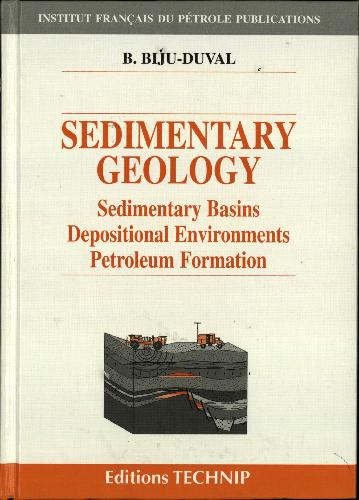 INSTITUT FRANÇAIS DU PÉTROLE PUBLICATIONS
B. BIJU-DUVAL
SEDIMENTARY
GEOLOGY
Sedimentary Basins
Depositional Environments
Petroleum Formation
Editions TECHNIP